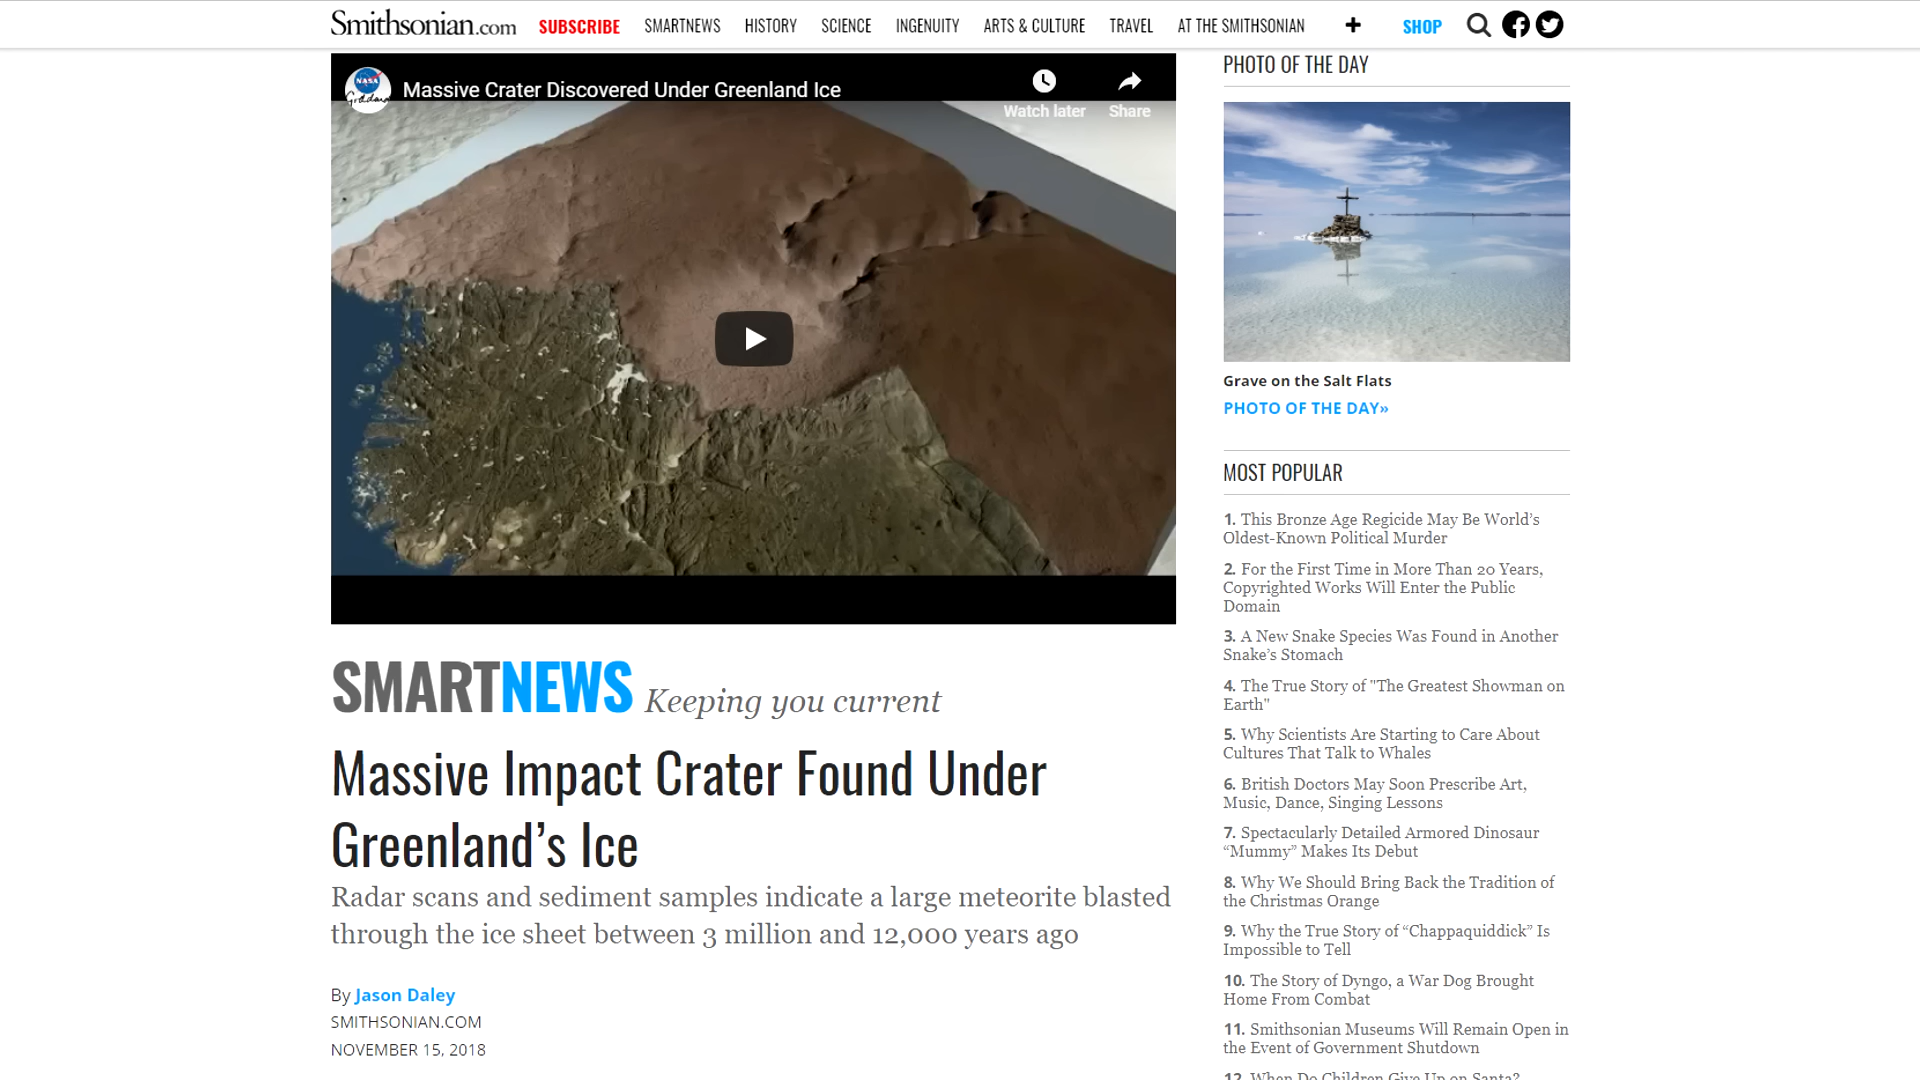 Smithsonian.com SUBSCRIBE SMARTNEWS HISTORY SCIENCE INGENUITY ARTS & CULTURE TRAVEL AT THE SMITHSONIAN + SHOP
NASA
Goddard
Massive Crater Discovered Under Greenland Ice
Watch later
Share
SMARTNEWS Keeping you current
Massive Impact Crater Found Under
Greenland’s Ice
Radar scans and sediment samples indicate a large meteorite blasted
through the ice sheet between 3 million and 12,000 years ago
By Jason Daley
SMITHSONIAN.COM
NOVEMBER 15, 2018
PHOTO OF THE DAY
Grave on the Salt Flats
PHOTO OF THE DAY»
MOST POPULAR
1. This Bronze Age Regicide May Be World’s
Oldest-Known Political Murder
2. For the First Time in More Than 20 Years,
Copyrighted Works Will Enter the Public
Domain
3. A New Snake Species Was Found in Another
Snake’s Stomach
4. The True Story of "The Greatest Showman on
Earth"
5. Why Scientists Are Starting to Care About
Cultures That Talk to Whales
6. British Doctors May Soon Prescribe Art,
Music, Dance, Singing Lessons
7. Spectacularly Detailed Armored Dinosaur
“Mummy” Makes Its Debut
8. Why We Should Bring Back the Tradition of
the Christmas Orange
9. Why the True Story of “Chappaquiddick” Is
Impossible to Tell
10. The Story of Dyngo, a War Dog Brought
Home From Combat
11. Smithsonian Museums Will Remain Open in
the Event of Government Shutdown
12. When Do Children Give Up on Santa?